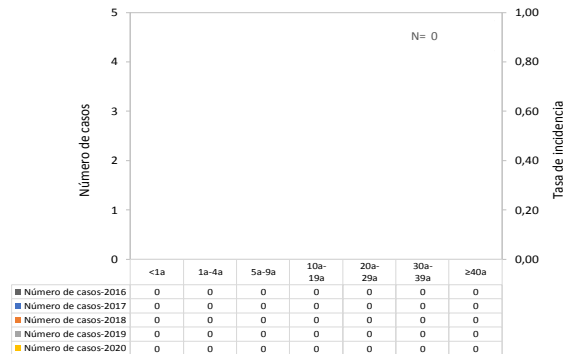 5
1,00
N= 0
4
0,80
3
0,60
2
0,40
1
0,20
0
0,00
Número de casos
Tasa de incidencia
<1a 1a-4a 5a-9a 10a-19a 20a-29a 30a-39a ≥40a
Número de casos-2016 0 0 0 0 0 0 0
Número de casos-2017 0 0 0 0 0 0 0
Número de casos-2018 0 0 0 0 0 0 0
Número de casos-2019 0 0 0 0 0 0 0
Número de casos-2020 0 0 0 0 0 0 0